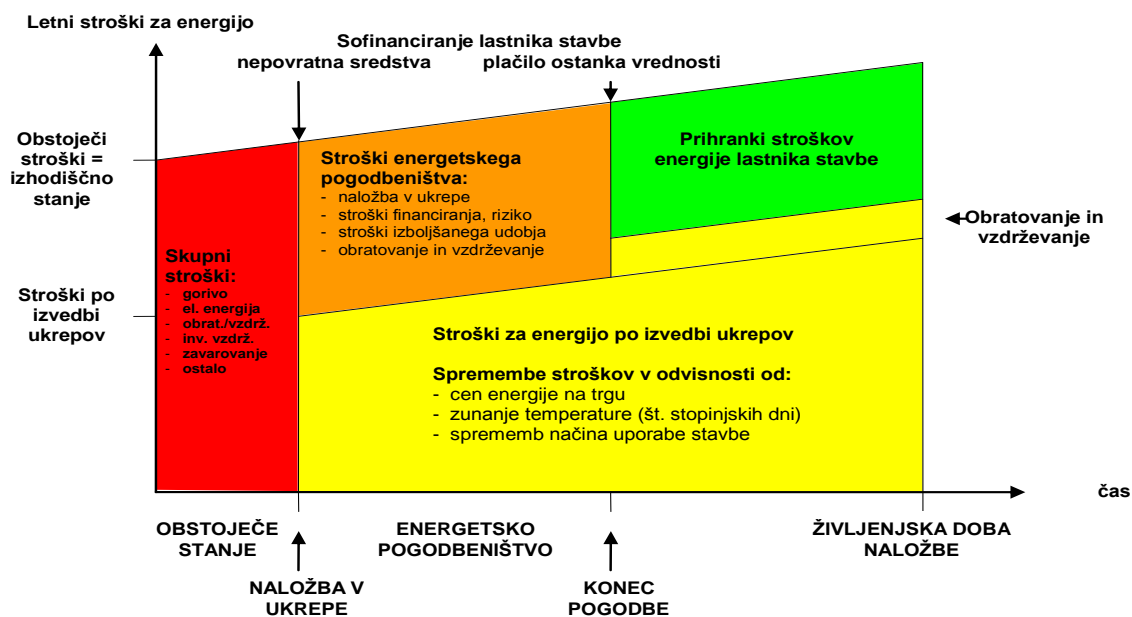 Letni stroški za energijo
Sofinanciranje lastnika stavbe
nepovratna sredstva
plačilo ostanka vrednosti
Obstoječi
stroški =
izhodiščno
stanje
Stroški po
izvedbi
ukrepov
Skupni
stroški:
- gorivo
- el. energija
- obrat./vzdrž.
- inv. vzdrž.
- zavarovanje
- ostalo
Stroški energetskega
pogodbeništva:
- naložba v ukrepe
- stroški financiranja, riziko
- stroški izboljšanega udobja
- obratovanje in vzdrževanje
Prihranki stroškov
energije lastnika stavbe
Obratovanje in
vzdrževanje
Stroški za energijo po izvedbi ukrepov
Spremembe stroškov v odvisnosti od:
- cen energije na trgu
- zunanje temperature (št. stopinjskih dni)
- sprememb načina uporabe stavbe
čas
OBSTOJEČE
STANJE
ENERGETSKO
POGODBENIŠTVO
ŽIVLJENJSKA DOBA
NALOŽBE
NALOŽBA V
UKREPE
KONEC
POGODBE